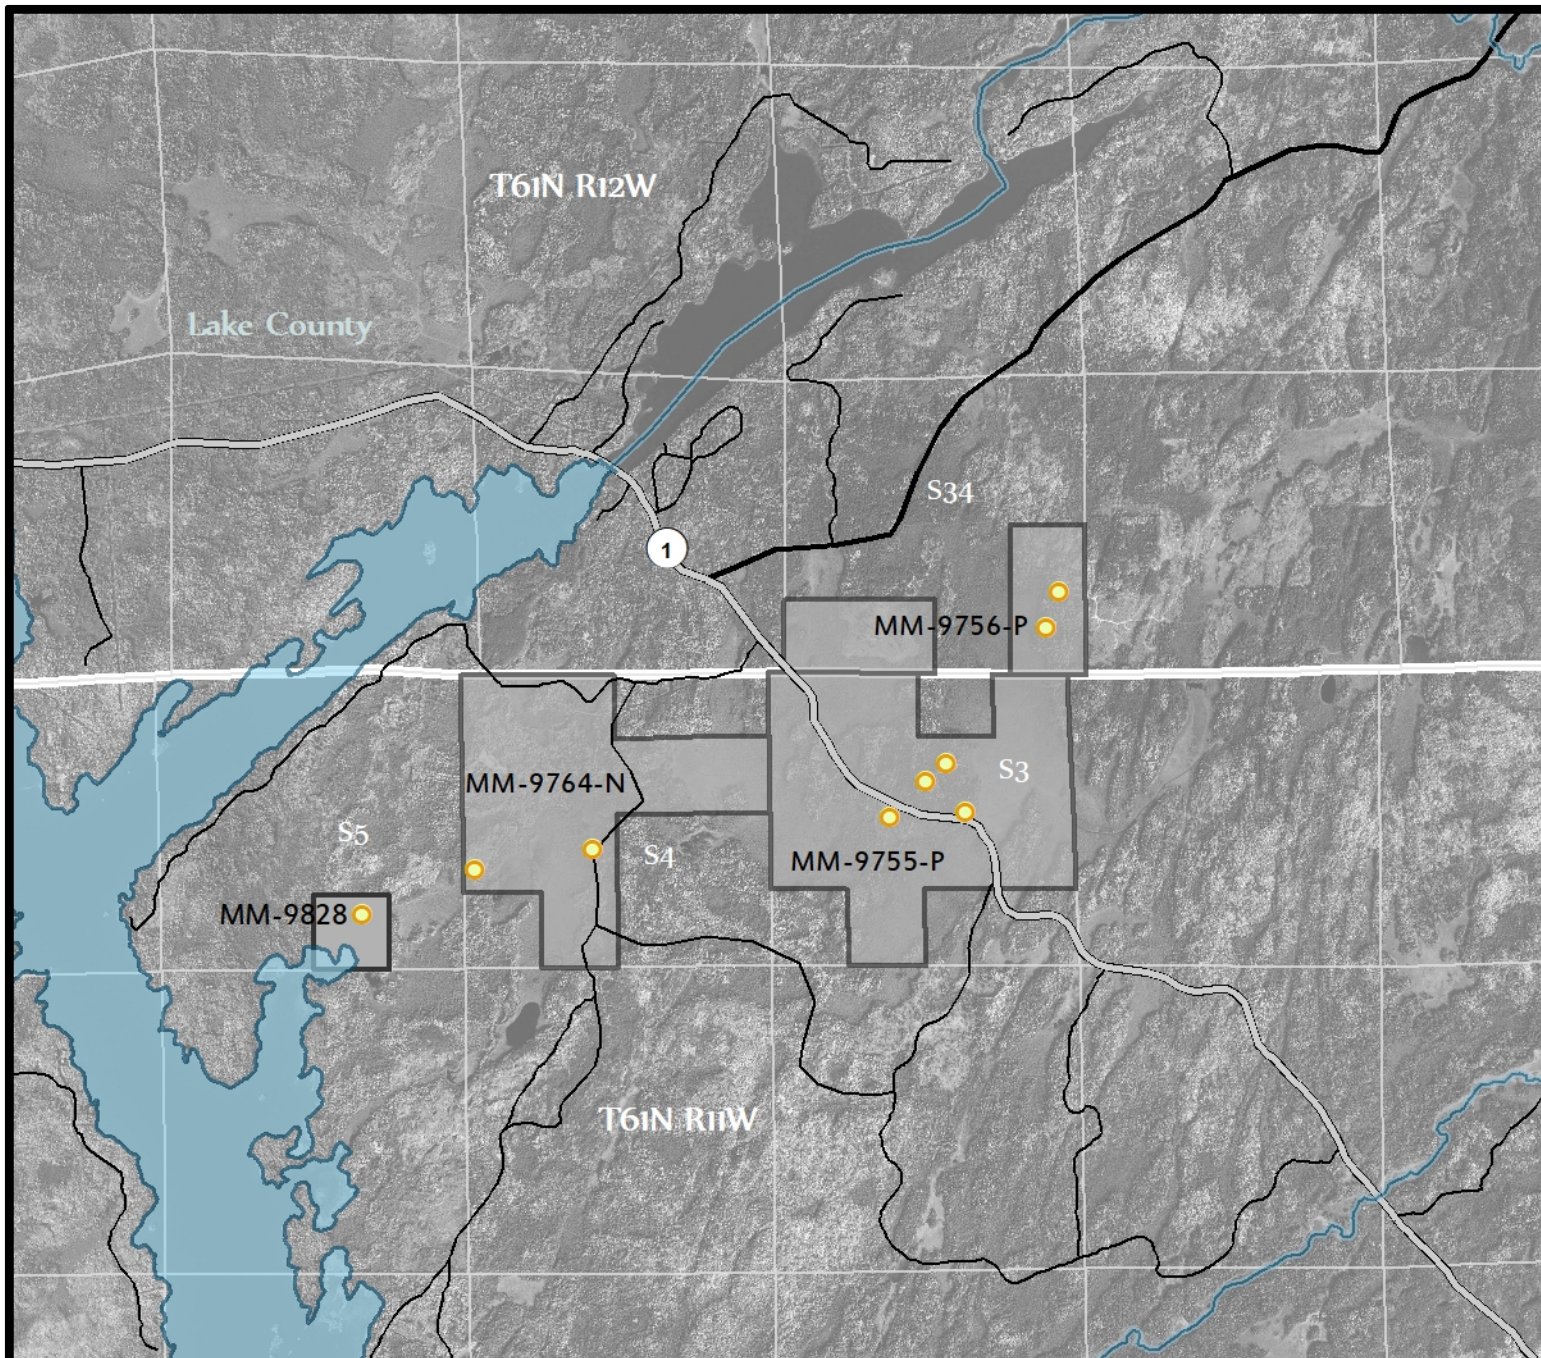 T61N R12W
Lake County
S34
1
MM-9756-P
S3
MM-9764-N
S5
S4
MM-9755-P
MM-9828
T61N R11W